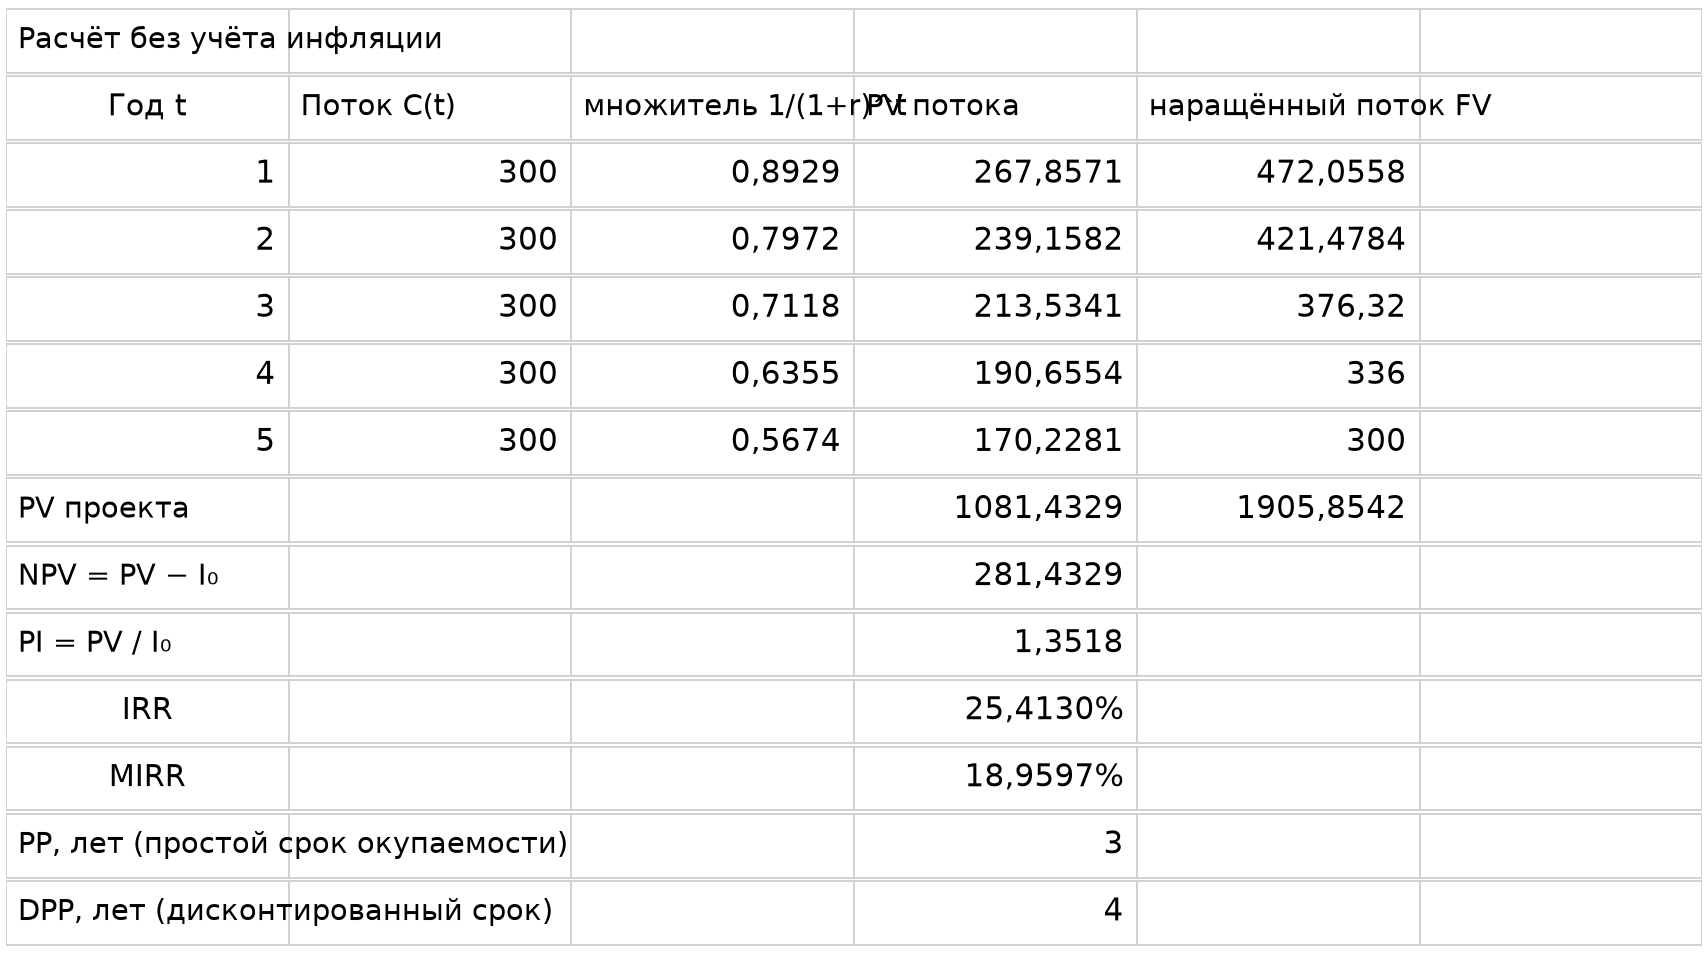 Расчёт без учёта инфляции
Год t Поток C(t) множитель 1/(1+r)^t PV потока наращённый поток FV
1 300 0,8929 267,8571 472,0558
2 300 0,7972 239,1582 421,4784
3 300 0,7118 213,5341 376,32
4 300 0,6355 190,6554 336
5 300 0,5674 170,2281 300
PV проекта 1081,4329 1905,8542
NPV = PV − I₀ 281,4329
PI = PV / I₀ 1,3518
IRR 25,4130%
MIRR 18,9597%
PP, лет (простой срок окупаемости) 3
DPP, лет (дисконтированный срок) 4